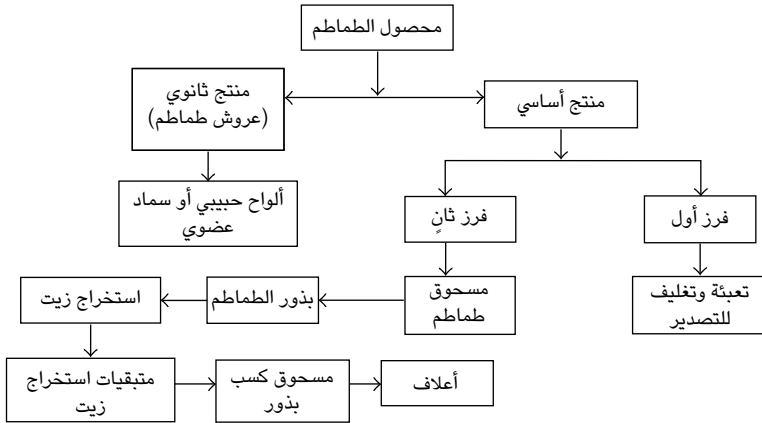 محصول الطماطم
منتج أساسي
منتج ثانوي
(عروش طماطم)
ألواح حبيبي أو سماد
عضوي
فرز أول
فرز ثانٍ
تعبئة وتغليف
للتصدير
مسحوق
طماطم
بذور الطماطم
استخراج زيت
متبقيات استخراج
زيت
مسحوق كسب
بذور
أعلاف